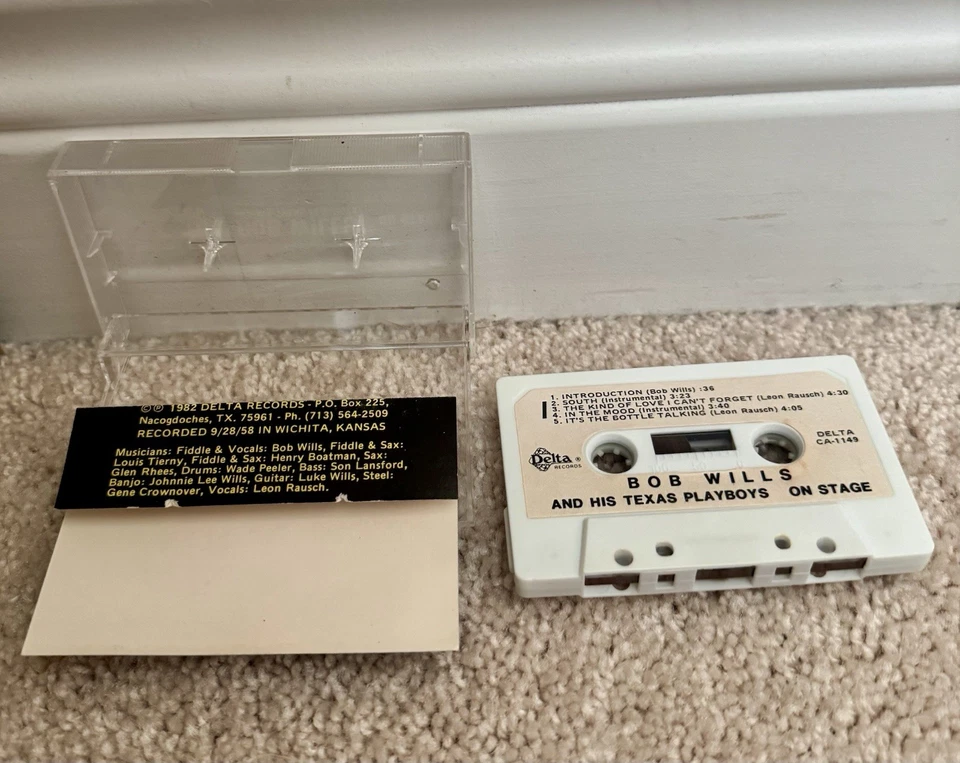 ©℗ 1982 DELTA RECORDS - P.O. Box 225,
Nacogdoches, TX. 75961 - Ph. (713) 564-2509
RECORDED 9/28/58 IN WICHITA, KANSAS
Musicians: Fiddle & Vocals: Bob Wills, Fiddle & Sax:
Louis Tierny, Fiddle & Sax: Henry Boatman, Sax:
Glen Rhees, Drums: Wade Peeler, Bass: Son Lansford,
Banjo: Johnnie Lee Wills, Guitar: Luke Wills, Steel:
Gene Crownover, Vocals: Leon Rausch.
1. INTRODUCTION (Bob Wills) :36
2. SOUTH (Instrumental) 3:23
3. THE KIND OF LOVE I CAN'T FORGET (Leon Rausch) 4:30
4. IN THE MOOD (Instrumental) 3:40
5. IT'S THE BOTTLE TALKING (Leon Rausch) 4:05
I
Delta ®
RECORDS
DELTA
CA-1149
BOB WILLS
AND HIS TEXAS PLAYBOYS ON STAGE